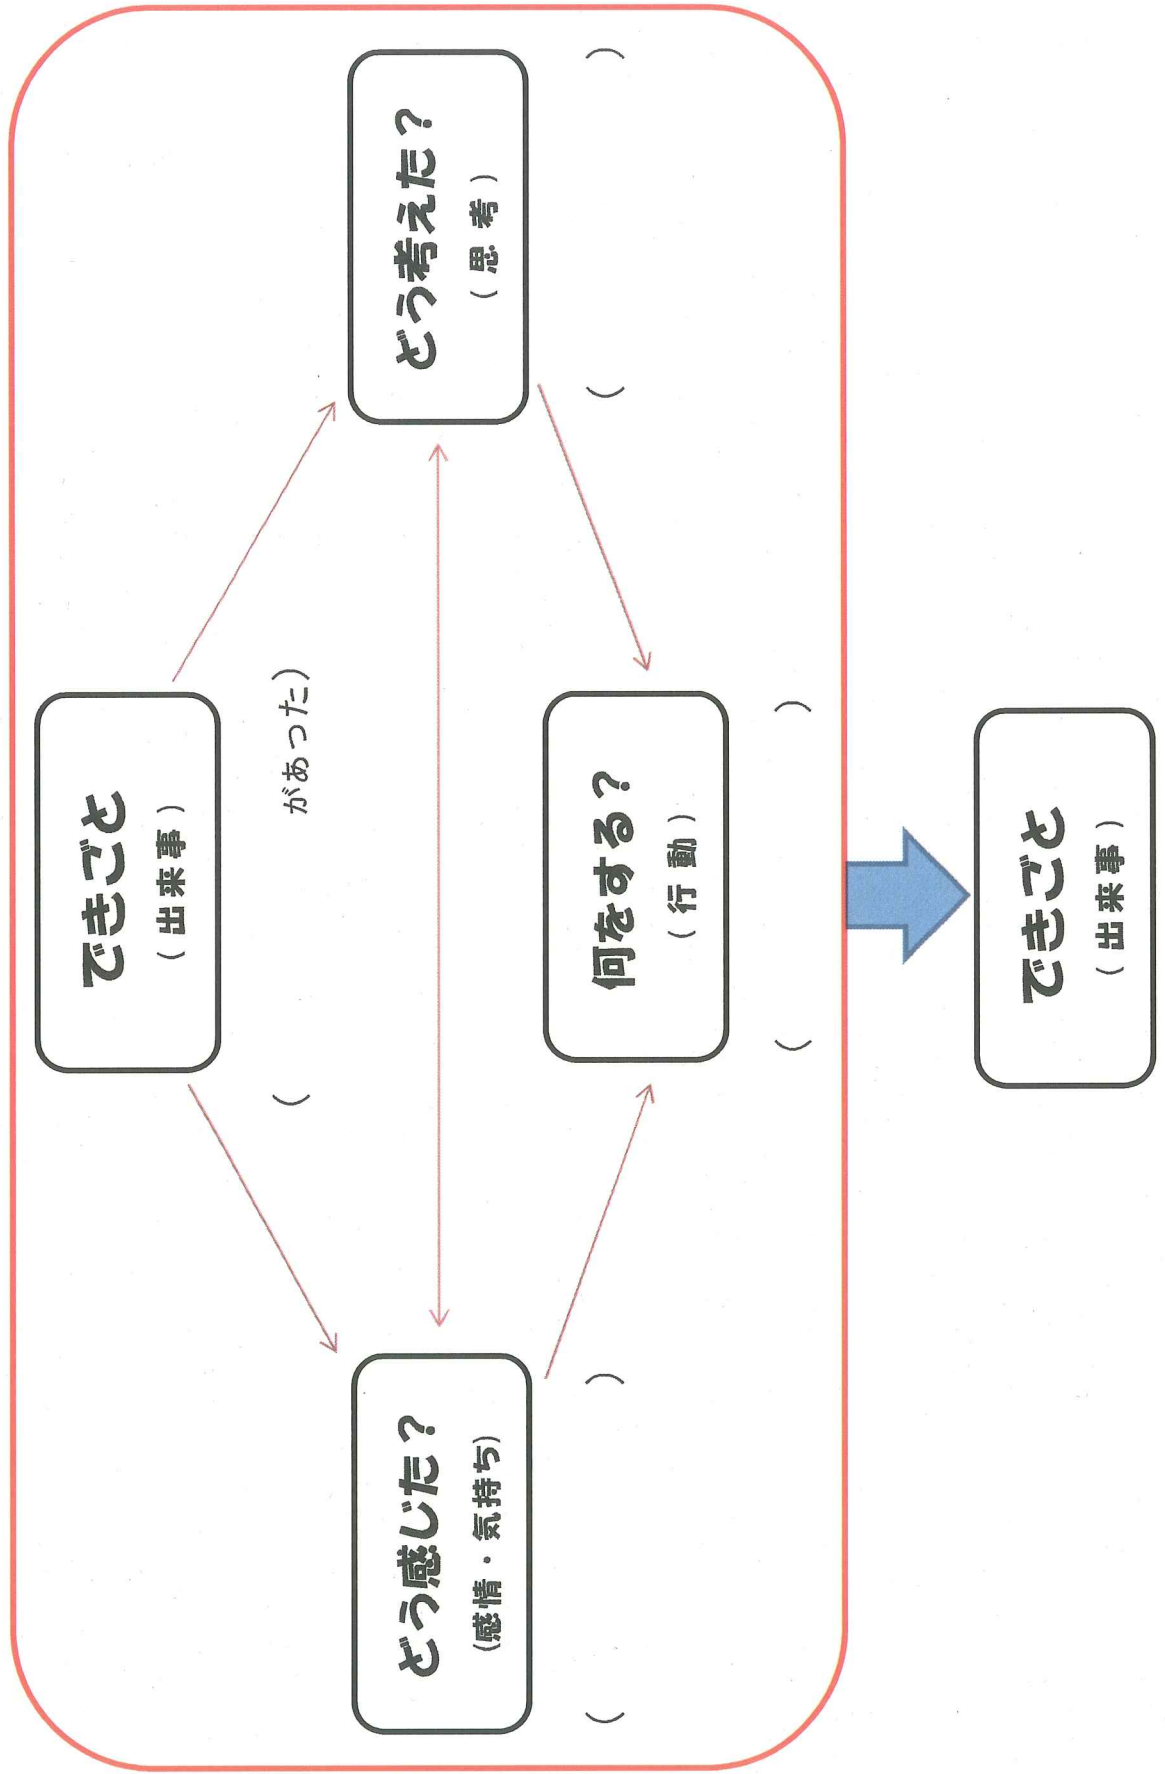 できごと
（ 出来事 ）
（　　　があった）
どう感じた？
(感情・気持ち)
（　　　）
どう考えた？
（ 思 考 ）
（　　　）
何をする？
（ 行 動 ）
（　　　）
できごと
（ 出来事 ）